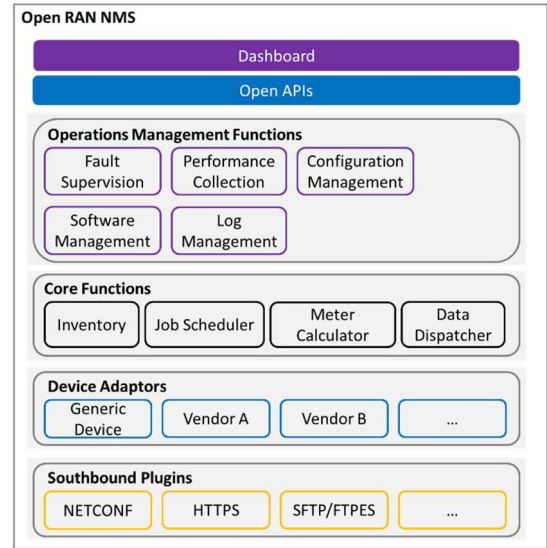 Open RAN NMS
Dashboard
Open APIs
Operations Management Functions
Fault
Supervision
Performance
Collection
Configuration
Management
Software
Management
Log
Management
Core Functions
Inventory
Job Scheduler
Meter
Calculator
Data
Dispatcher
Device Adaptors
Generic
Device
Vendor A
Vendor B
...
Southbound Plugins
NETCONF
HTTPS
SFTP/FTPES
...